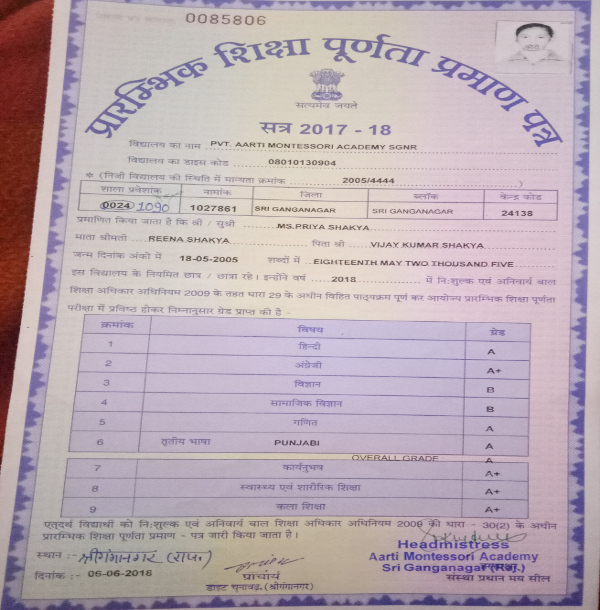 0085806
प्रारम्भिक शिक्षा पूर्णता प्रमाण पत्र
सत्यमेव जयते
सत्र 2017 - 18
विद्यालय का नाम PVT. AARTI MONTESSORI ACADEMY SGNR
विद्यालय का डाइस कोड 08010130904
* (निजी विद्यालय की स्थिति में मान्यता क्रमांक 2005/4444 )
शाला प्रवेशांक नामांक जिला ब्लॉक केन्द्र कोड
0024 1090 1027861 SRI GANGANAGAR SRI GANGANAGAR 24138
प्रमाणित किया जाता है कि श्री / सुश्री MS.PRIYA SHAKYA
माता श्रीमती REENA SHAKYA पिता श्री VIJAY KUMAR SHAKYA
जन्म दिनांक अंको में 18-05-2005 शब्दों में EIGHTEENTH MAY TWO THOUSAND FIVE
इस विद्यालय के नियमित छात्र / छात्रा रहे। इन्होंने वर्ष 2018 में नि:शुल्क एवं अनिवार्य बाल
शिक्षा अधिकार अधिनियम 2009 के तहत धारा 29 के अधीन विहित पाठ्यक्रम पूर्ण कर आयोज्य प्रारम्भिक शिक्षा पूर्णता
परीक्षा में प्रविष्ठ होकर निम्नानुसार ग्रेड प्राप्त की है -
क्रमांक विषय ग्रेड
1 हिन्दी A
2 अंग्रेजी A+
3 विज्ञान B
4 सामाजिक विज्ञान B
5 गणित A
6 तृतीय भाषा PUNJABI A
OVERALL GRADE A
7 कार्यनुभव A+
8 स्वास्थ्य एवं शारीरिक शिक्षा A+
9 कला शिक्षा A+
एतदर्थ विद्यार्थी को नि:शुल्क एवं अनिवार्य बाल शिक्षा अधिकार अधिनियम 2009 की धारा - 30(2) के अधीन
प्रारम्भिक शिक्षा पूर्णता प्रमाण - पत्र जारी किया जाता है।
स्थान :- श्रीगंगानगर (राज.)
दिनांक :- 06-06-2018
प्राचार्य
डाइट चूनावढ़ (श्रीगंगानगर)
Headmistress
Aarti Montessori Academy
Sri Ganganagar (Raj.)
संस्था प्रधान मय सील